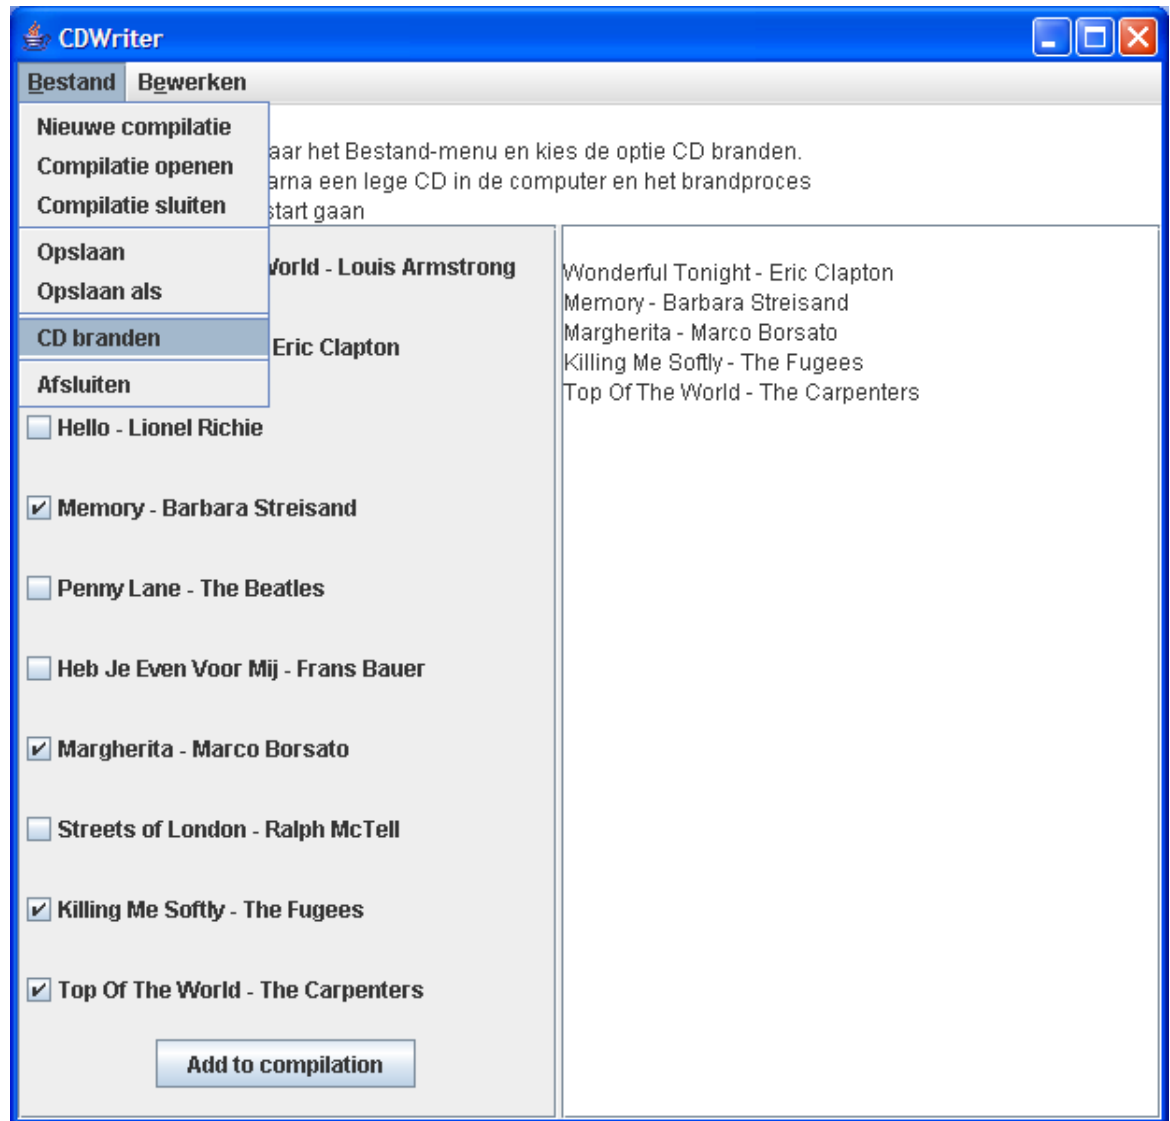 CDWriter
Bestand Bewerken
Nieuwe compilatie
Compilatie openen
Compilatie sluiten
Opslaan
Opslaan als
CD branden
Afsluiten
aar het Bestand-menu en kies de optie CD branden.
arna een lege CD in de computer en het brandproces
start gaan
World - Louis Armstrong
Eric Clapton
Hello - Lionel Richie
Memory - Barbara Streisand
Penny Lane - The Beatles
Heb Je Even Voor Mij - Frans Bauer
Margherita - Marco Borsato
Streets of London - Ralph McTell
Killing Me Softly - The Fugees
Top Of The World - The Carpenters
Add to compilation
Wonderful Tonight - Eric Clapton
Memory - Barbara Streisand
Margherita - Marco Borsato
Killing Me Softly - The Fugees
Top Of The World - The Carpenters